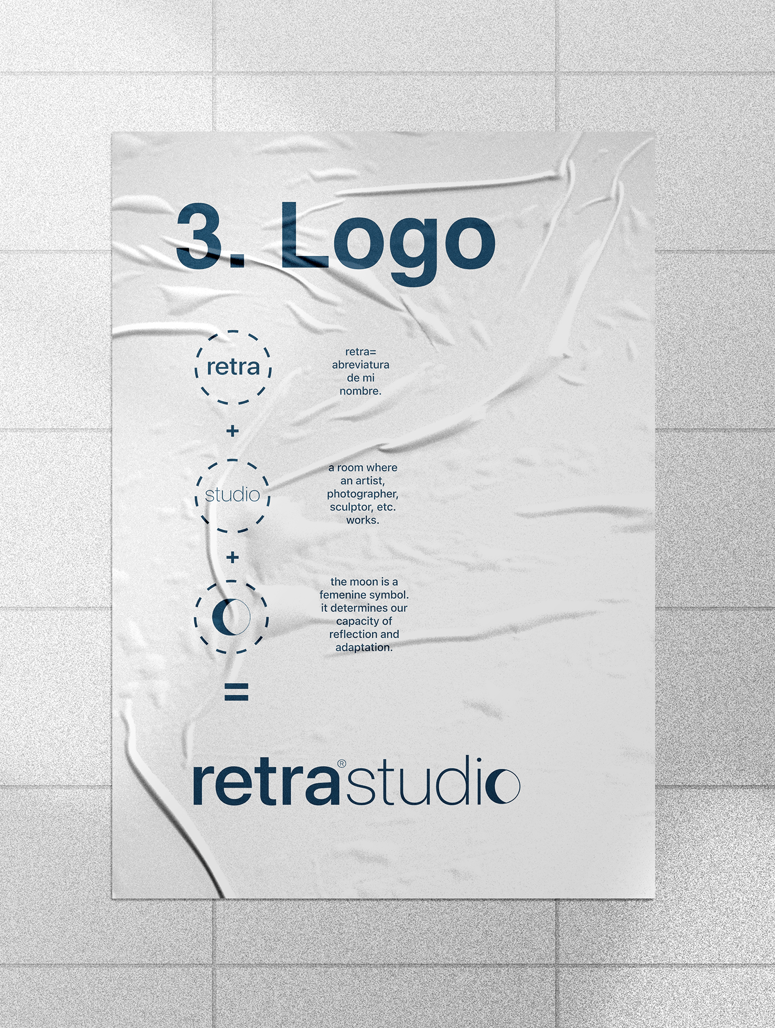 3. Logo
retra
retra=
abreviatura
de mi
nombre.
+
studio
a room where
an artist,
photographer,
sculptor, etc.
works.
+
the moon is a
femenine symbol.
it determines our
capacity of
reflection and
adaptation.
=
retra®studio